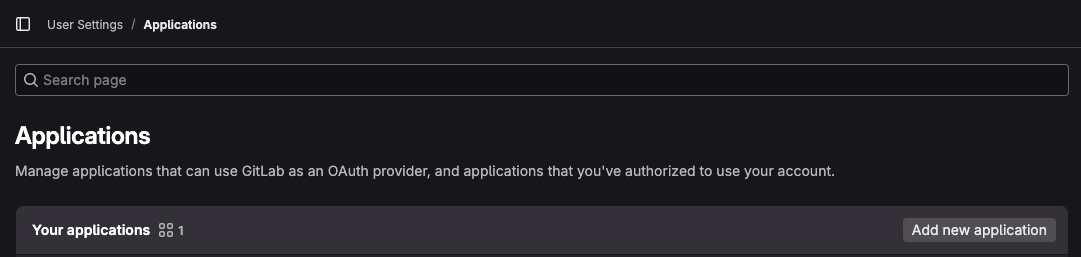 User Settings / Applications
Search page
Applications
Manage applications that can use GitLab as an OAuth provider, and applications that you've authorized to use your account.
Your applications 1 Add new application